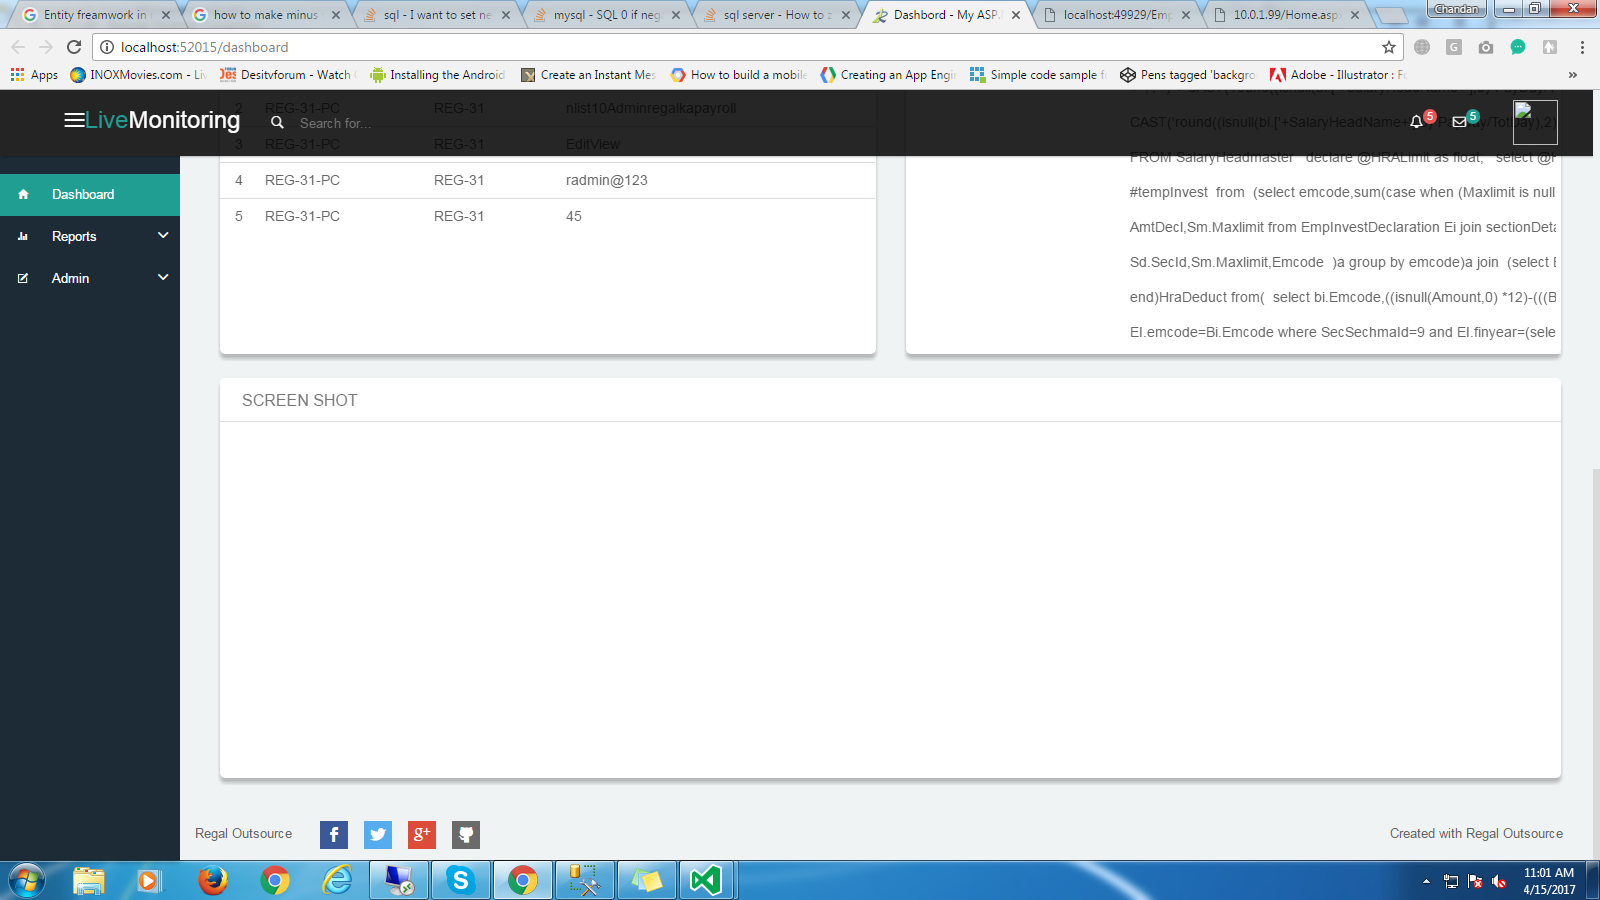 Entity freamwork in
how to make minus
sql - I want to set ne
mysql - SQL 0 if neg
sql server - How to z
Dashbord - My ASP.
localhost:49929/Emp
10.0.1.99/Home.asp
Chandan
localhost:52015/dashboard
Apps
INOXMovies.com - Liv
Desitvforum - Watch
Installing the Android
Create an Instant Mes
How to build a mobile
Creating an App Engi
Simple code sample f
Pens tagged 'backgro
Adobe - Illustrator : Fo
»
LiveMonitoring
Search for...
5
5
Dashboard
Reports
Admin
2 REG-31-PC REG-31 nlist10Adminregalkapayroll
3 REG-31-PC REG-31 EditView
4 REG-31-PC REG-31 radmin@123
5 REG-31-PC REG-31 45
CAST('round((isnull(bi.['+SalaryHeadName+
FROM SalaryHeadmaster declare @HRALimit as float, select @
#tempInvest from (select emcode,sum(case when (Maxlimit is null
AmtDecl,Sm.Maxlimit from EmpInvestDeclaration Ei join sectionDeta
Sd.SecId,Sm.Maxlimit,Emcode )a group by emcode)a join (select E
end)HraDeduct from( select bi.Emcode,((isnull(Amount,0) *12)-(((B
EI.emcode=Bi.Emcode where SecSechmaId=9 and EI.finyear=(sele
SCREEN SHOT
Regal Outsource
f
g+
Created with Regal Outsource
11:01 AM
4/15/2017